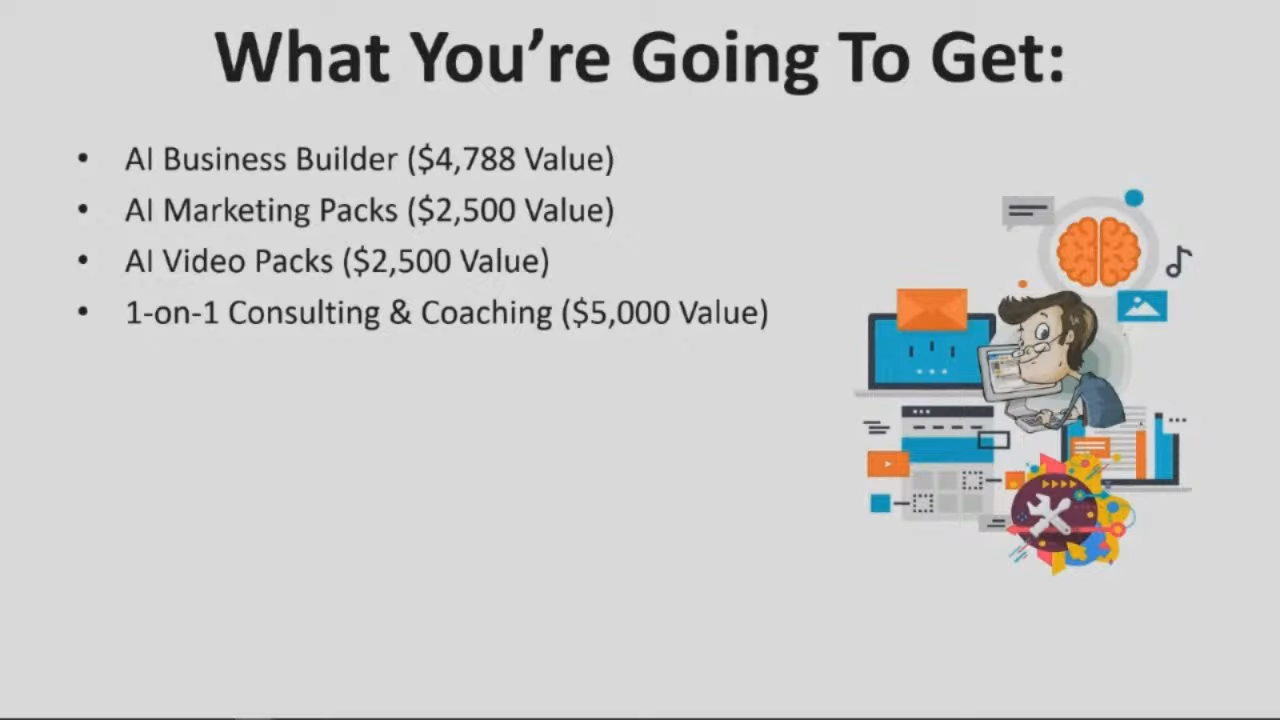 What You’re Going To Get:
• AI Business Builder ($4,788 Value)
• AI Marketing Packs ($2,500 Value)
• AI Video Packs ($2,500 Value)
• 1-on-1 Consulting & Coaching ($5,000 Value)